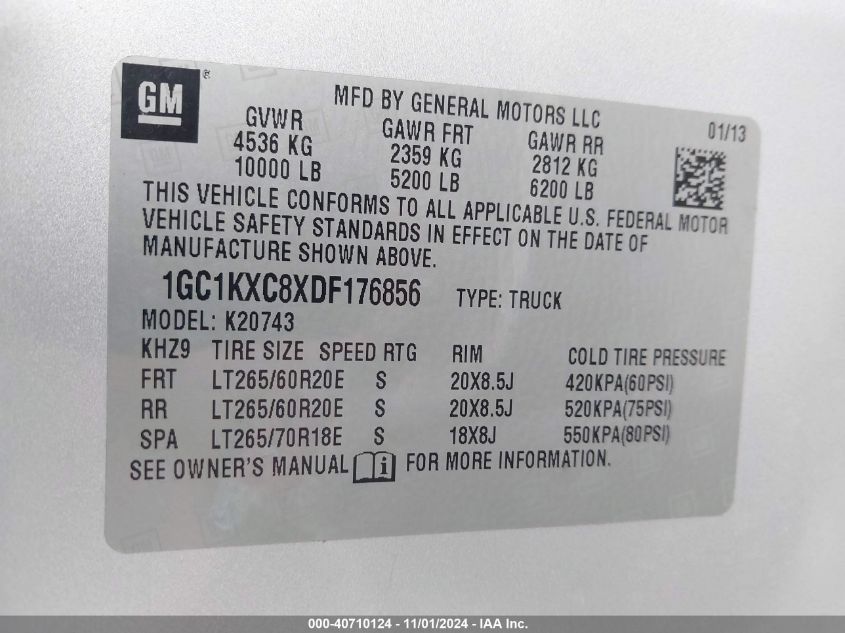 GM ®
MFD BY GENERAL MOTORS LLC
01/13
GVWR GAWR FRT GAWR RR
4536 KG 2359 KG 2812 KG
10000 LB 5200 LB 6200 LB
THIS VEHICLE CONFORMS TO ALL APPLICABLE U.S. FEDERAL MOTOR
VEHICLE SAFETY STANDARDS IN EFFECT ON THE DATE OF
MANUFACTURE SHOWN ABOVE.
1GC1KXC8XDF176856 TYPE: TRUCK
MODEL: K20743
KHZ9 TIRE SIZE SPEED RTG RIM COLD TIRE PRESSURE
FRT LT265/60R20E S 20X8.5J 420KPA(60PSI)
RR LT265/60R20E S 20X8.5J 520KPA(75PSI)
SPA LT265/70R18E S 18X8J 550KPA(80PSI)
SEE OWNER'S MANUAL i FOR MORE INFORMATION.
000-40710124 - 11/01/2024 - IAA Inc.